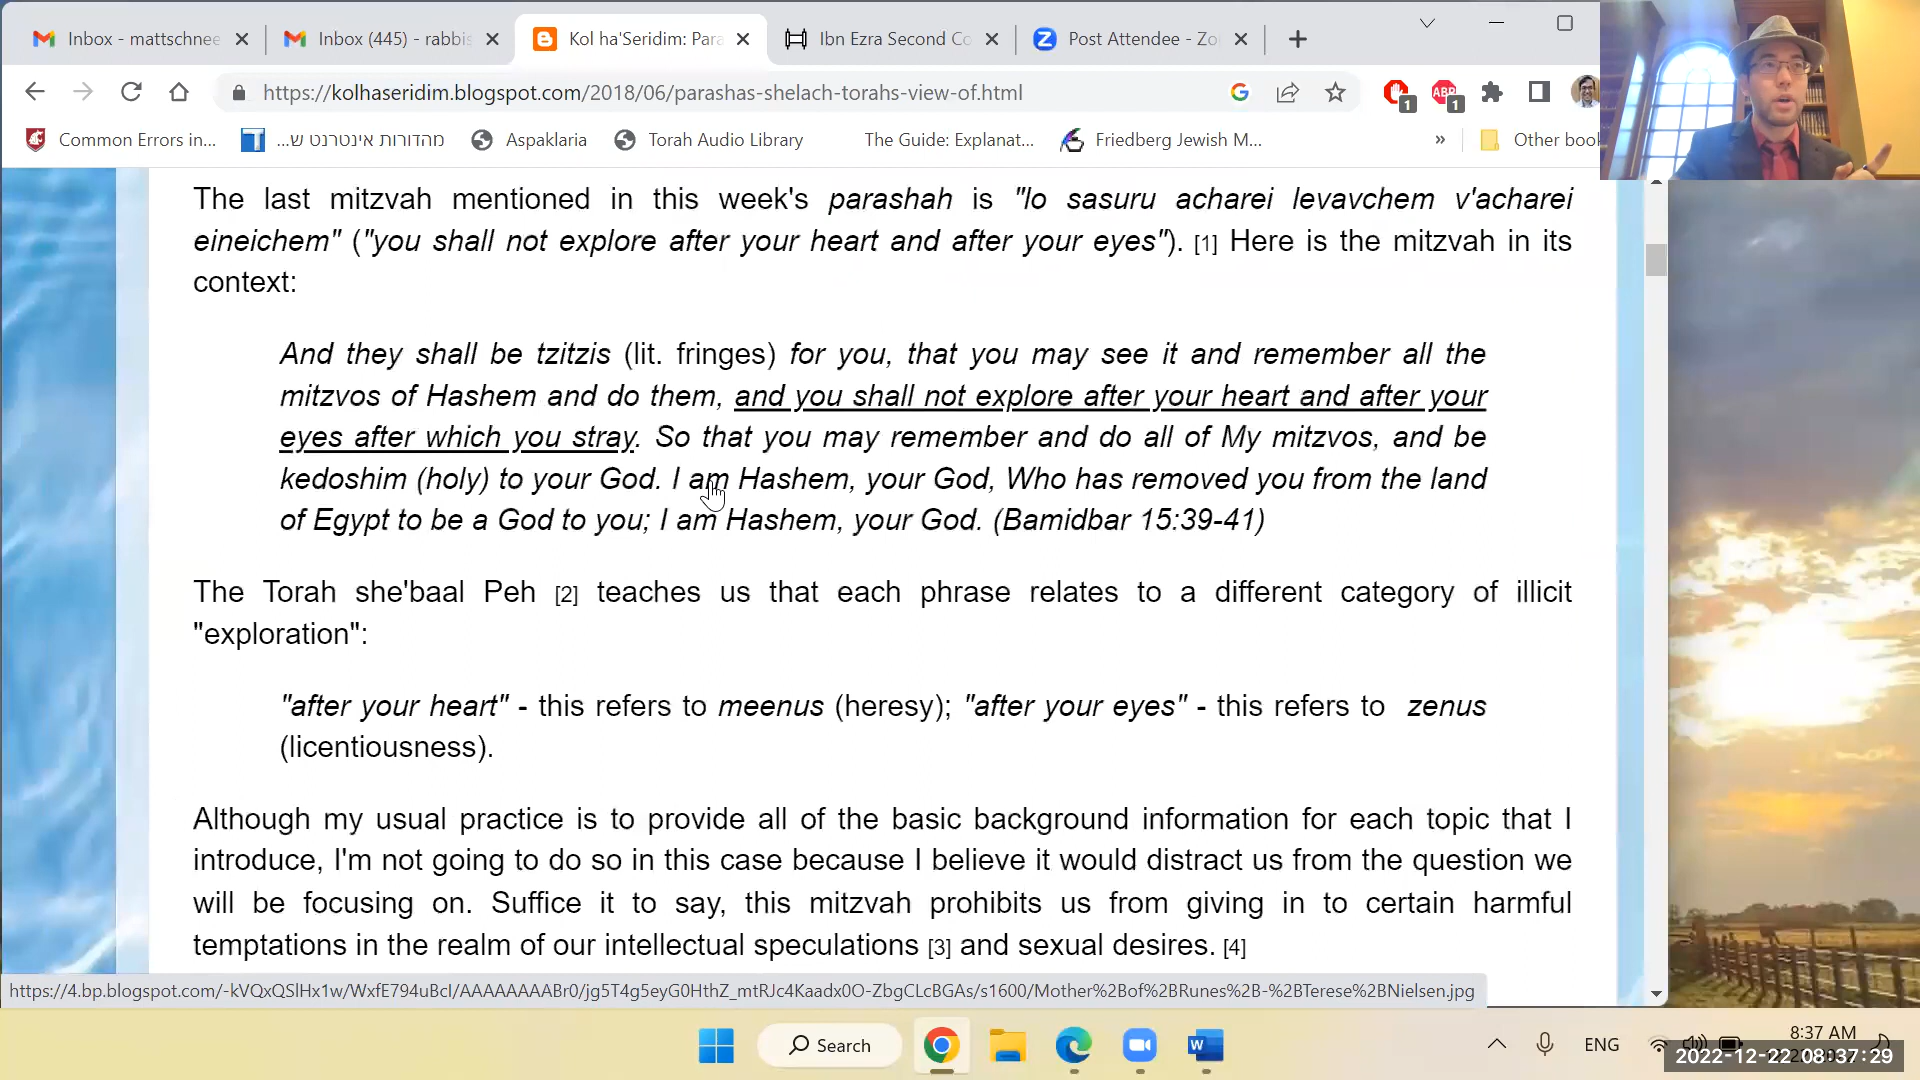 Inbox - mattschnee
Inbox (445) - rabbis
Kol ha'Seridim: Para
Ibn Ezra Second Co
Post Attendee - Zo
https://kolhaseridim.blogspot.com/2018/06/parashas-shelach-torahs-view-of.html
1
ABP
1
Common Errors in...
מהדורות אינטרנט ש...
Aspaklaria
Torah Audio Library
The Guide: Explanat...
Friedberg Jewish M...
»
Other boo
The last mitzvah mentioned in this week's parashah is "lo sasuru acharei levavchem v'acharei
eineichem" ("you shall not explore after your heart and after your eyes"). [1] Here is the mitzvah in its
context:
And they shall be tzitzis (lit. fringes) for you, that you may see it and remember all the
mitzvos of Hashem and do them, and you shall not explore after your heart and after your
eyes after which you stray. So that you may remember and do all of My mitzvos, and be
kedoshim (holy) to your God. I am Hashem, your God, Who has removed you from the land
of Egypt to be a God to you; I am Hashem, your God. (Bamidbar 15:39-41)
The Torah she'baal Peh [2] teaches us that each phrase relates to a different category of illicit
"exploration":
"after your heart" - this refers to meenus (heresy); "after your eyes" - this refers to zenus
(licentiousness).
Although my usual practice is to provide all of the basic background information for each topic that I
introduce, I'm not going to do so in this case because I believe it would distract us from the question we
will be focusing on. Suffice it to say, this mitzvah prohibits us from giving in to certain harmful
temptations in the realm of our intellectual speculations [3] and sexual desires. [4]
https://4.bp.blogspot.com/-kVQxQSlHx1w/WxfE794uBcI/AAAAAAAABr0/jg5T4g5eyG0HthZ_mtRJc4Kaadx0O-ZbgCLcBGAs/s1600/Mother%2Bof%2BRunes%2B-%2BTerese%2BNielsen.jpg
Search
W
ENG
8:37 AM
2022-12-22 08:37:29